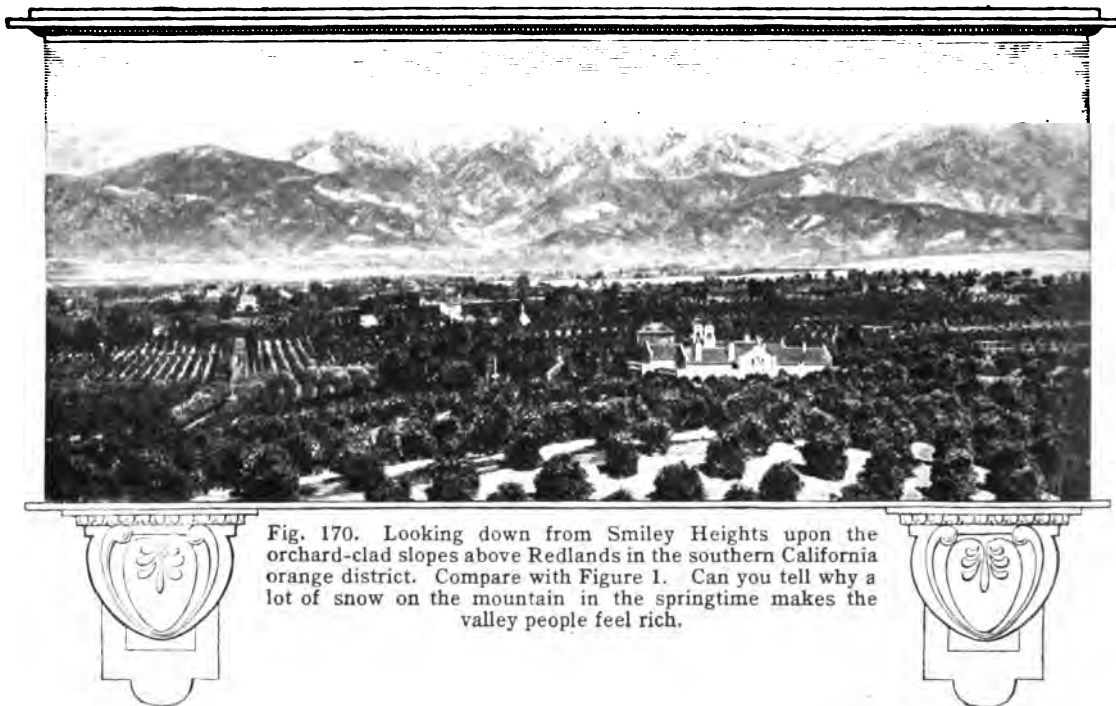 Fig. 170. Looking down from Smiley Heights upon the
orchard-clad slopes above Redlands in the southern California
orange district. Compare with Figure 1. Can you tell why a
lot of snow on the mountain in the springtime makes the
valley people feel rich.